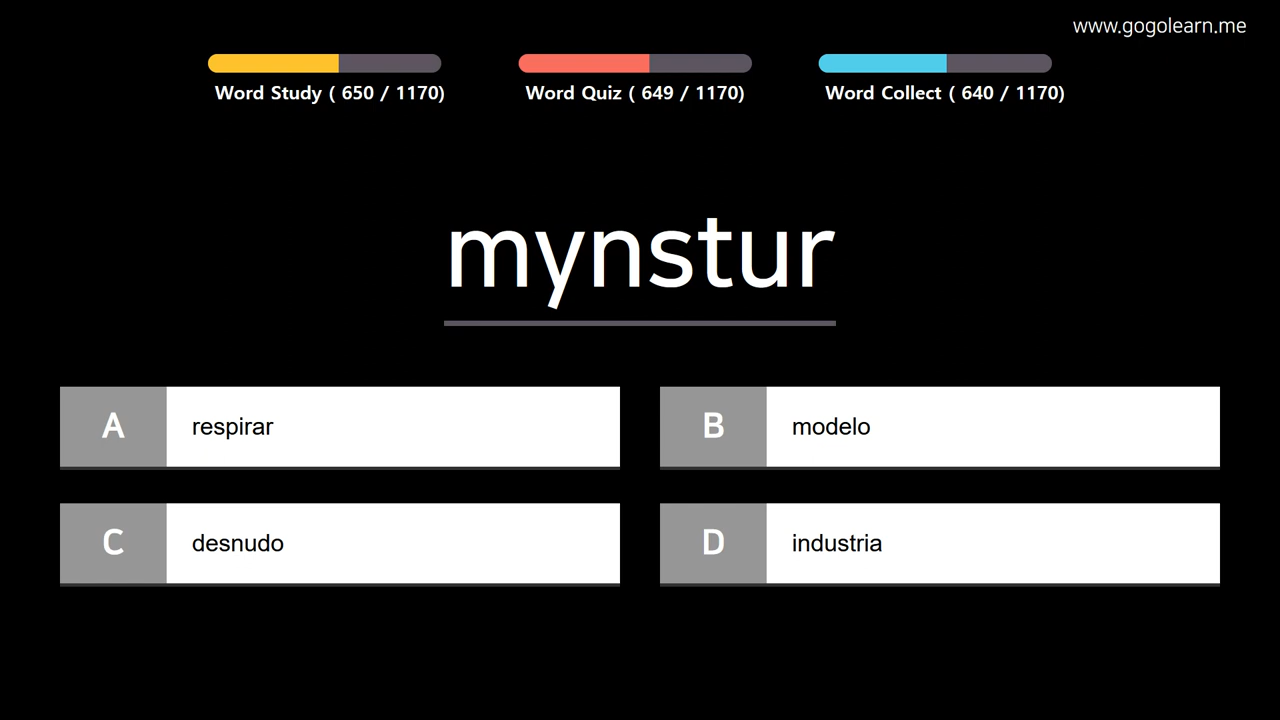 www.gogolearn.me
Word Study ( 650 / 1170)
Word Quiz ( 649 / 1170)
Word Collect ( 640 / 1170)
mynstur
A respirar
B modelo
C desnudo
D industria